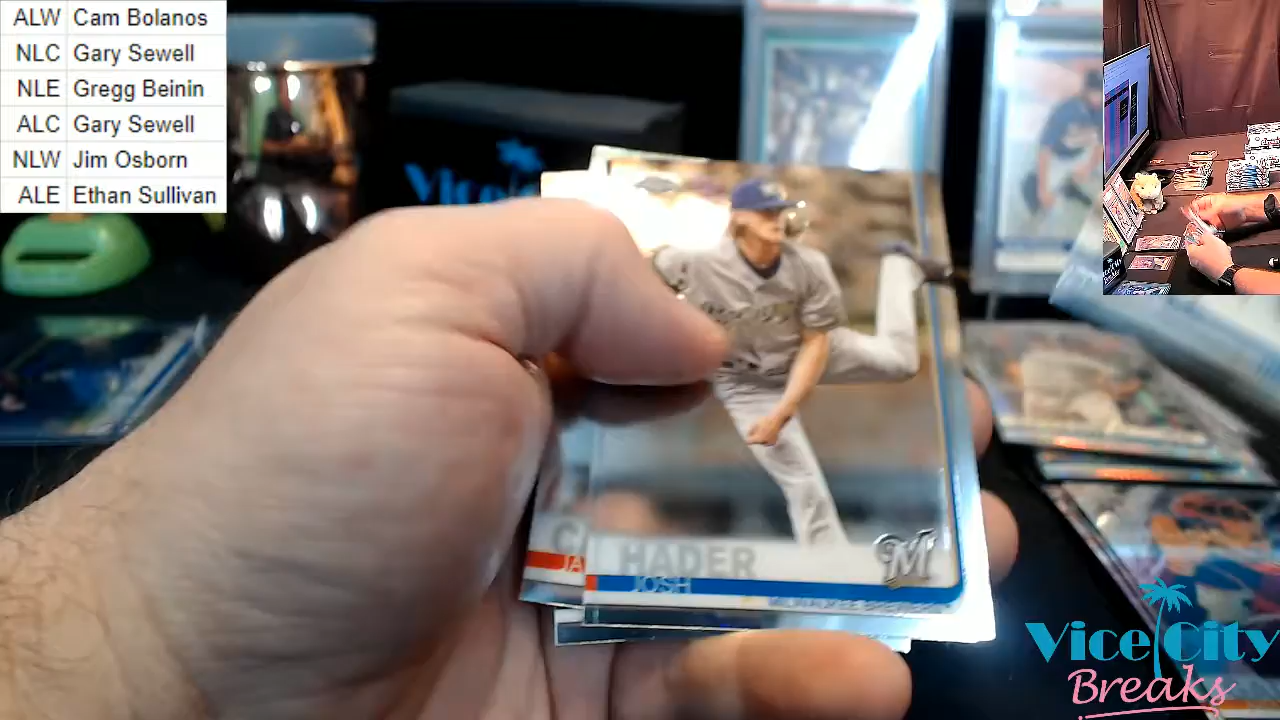 ALW Cam Bolanos
NLC Gary Sewell
NLE Gregg Beinin
ALC Gary Sewell
NLW Jim Osborn
ALE Ethan Sullivan
Vice
HADER
JOSH
M
Vice City
Breaks